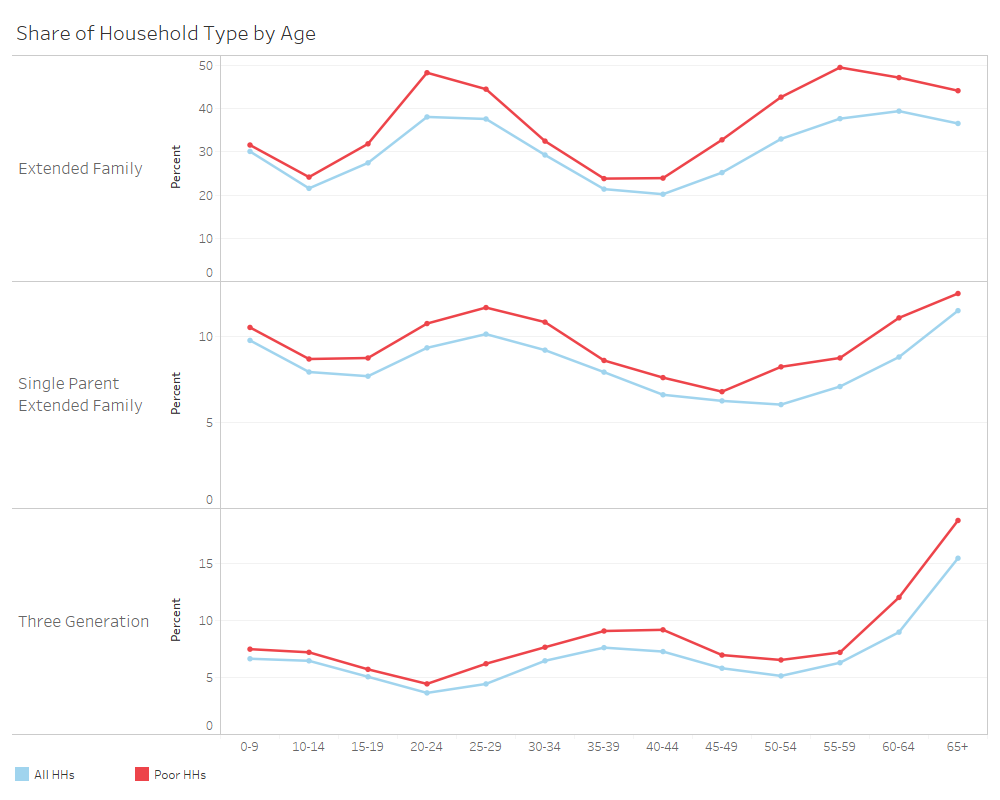 Share of Household Type by Age
Extended Family
Percent
50
40
30
20
10
0
Single Parent
Extended Family
Percent
10
5
0
Three Generation
Percent
15
10
5
0
0-9 10-14 15-19 20-24 25-29 30-34 35-39 40-44 45-49 50-54 55-59 60-64 65+
All HHs Poor HHs